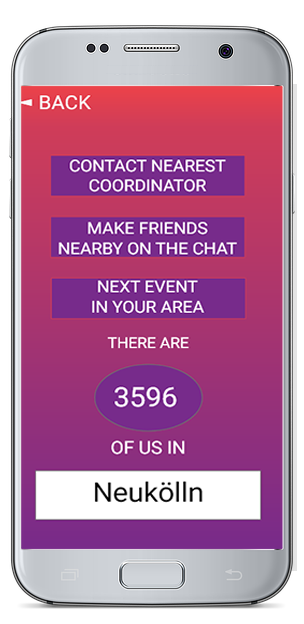 ◄ BACK
CONTACT NEAREST
COORDINATOR
MAKE FRIENDS
NEARBY ON THE CHAT
NEXT EVENT
IN YOUR AREA
THERE ARE
3596
OF US IN
Neukölln